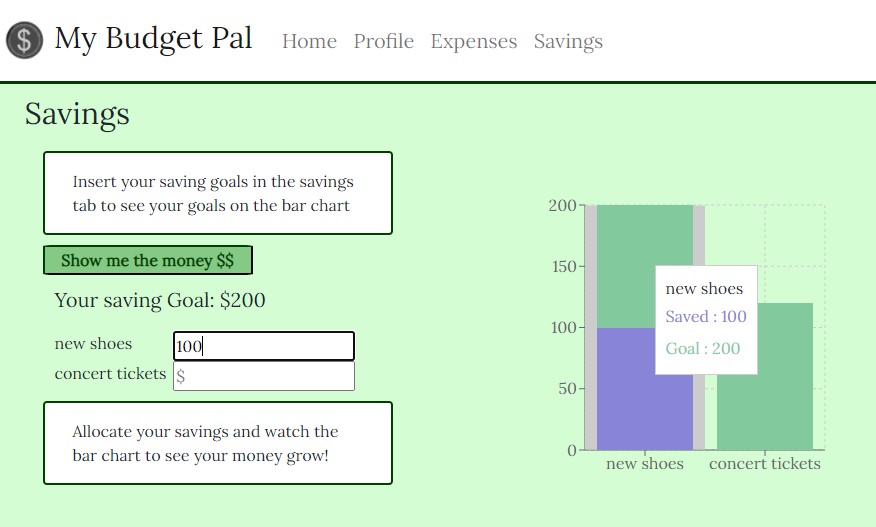 $ My Budget Pal Home Profile Expenses Savings
Savings
Insert your saving goals in the savings
tab to see your goals on the bar chart
Show me the money $$
Your saving Goal: $200
new shoes 100
concert tickets $
Allocate your savings and watch the
bar chart to see your money grow!
200
150
100
50
0
new shoes
Saved : 100
Goal : 200
new shoes concert tickets